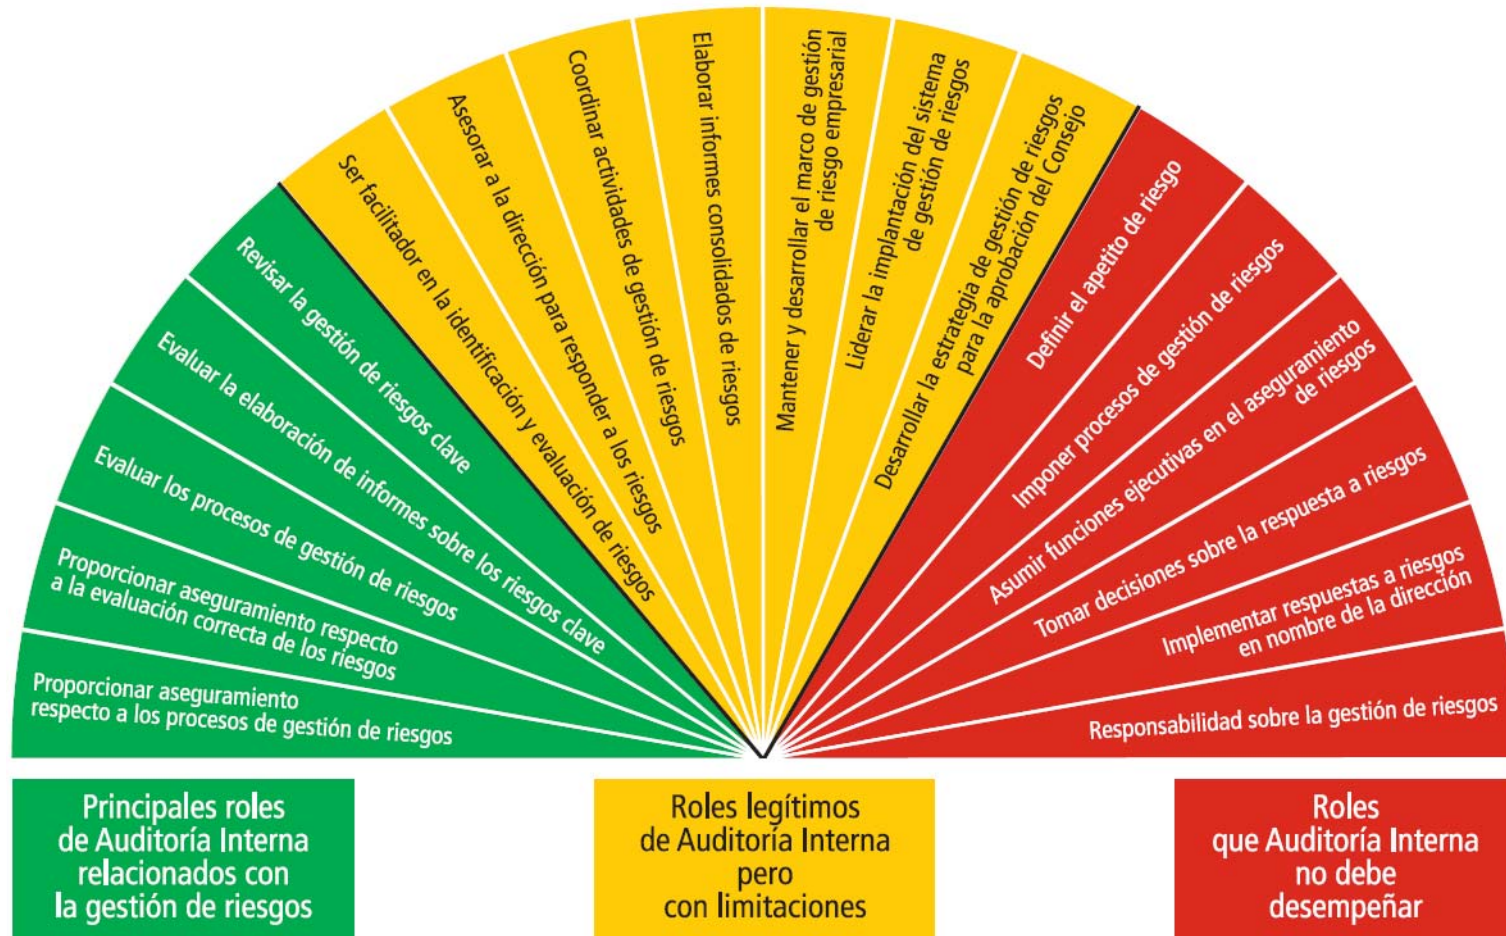 Proporcionar aseguramiento
respecto a los procesos de gestión de riesgos
Proporcionar aseguramiento respecto
a la evaluación correcta de los riesgos
Evaluar los procesos de gestión de riesgos
Evaluar la elaboración de informes sobre los riesgos clave
Revisar la gestión de riesgos clave
Ser facilitador en la identificación y evaluación de riesgos
Asesorar a la dirección para responder a los riesgos
Coordinar actividades de gestión de riesgos
Elaborar informes consolidados de riesgos
Mantener y desarrollar el marco de gestión
de riesgo empresarial
Liderar la implantación del sistema
de gestión de riesgos
Desarrollar la estrategia de gestión de riesgos
para la aprobación del Consejo
Definir el apetito de riesgo
Imponer procesos de gestión de riesgos
Asumir funciones ejecutivas en el aseguramiento
de riesgos
Tomar decisiones sobre la respuesta a riesgos
Implementar respuestas a riesgos
en nombre de la dirección
Responsabilidad sobre la gestión de riesgos
Principales roles
de Auditoría Interna
relacionados con
la gestión de riesgos
Roles legítimos
de Auditoría Interna
pero
con limitaciones
Roles
que Auditoría Interna
no debe
desempeñar